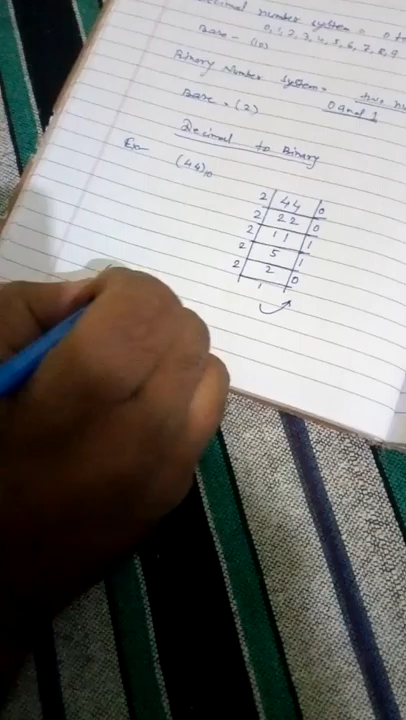 Decimal number system = 0 to
0, 1, 2, 3, 4, 5, 6, 7, 8, 9
Base - (10)
Binary Number System = two nu
0 and 1
Base = (2)
Decimal to Binary
Ex
(44)10
2 44 0
2 22 0
2 11 1
2 5 1
2 2 0
1